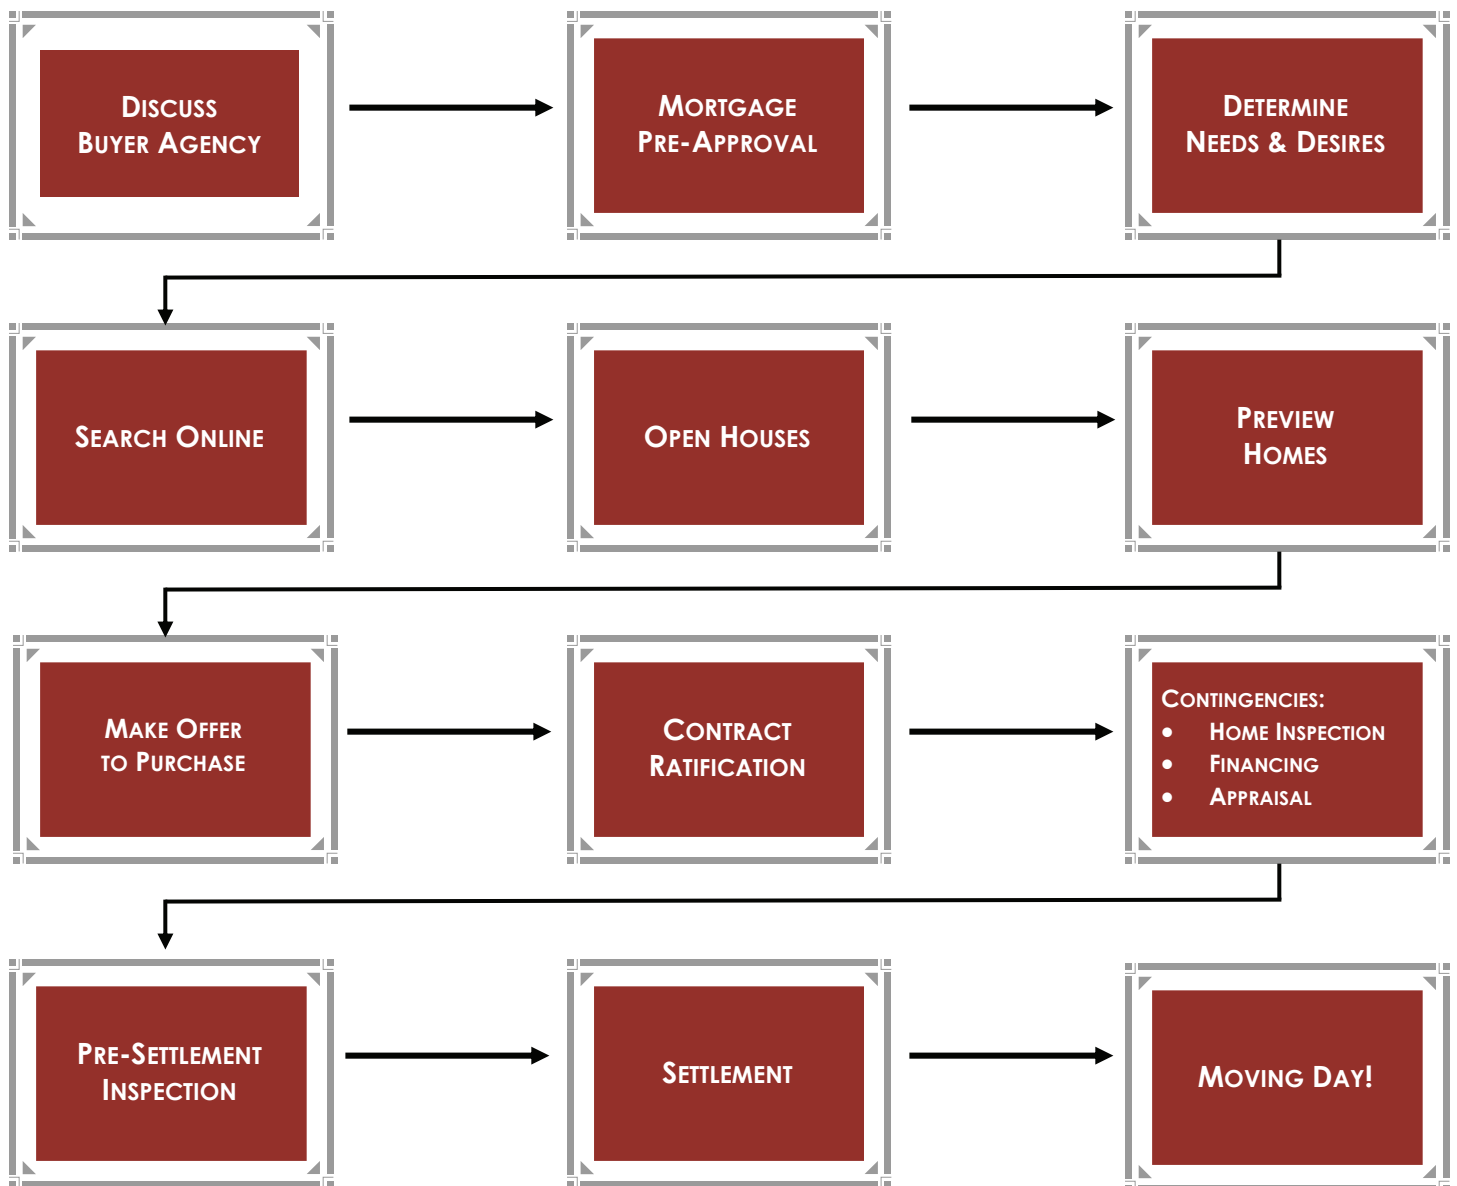 Discuss
Buyer Agency
Mortgage
Pre-Approval
Determine
Needs & Desires
Search Online
Open Houses
Preview
Homes
Make Offer
to Purchase
Contract
Ratification
Contingencies:
• Home Inspection
• Financing
• Appraisal
Pre-Settlement
Inspection
Settlement
Moving Day!